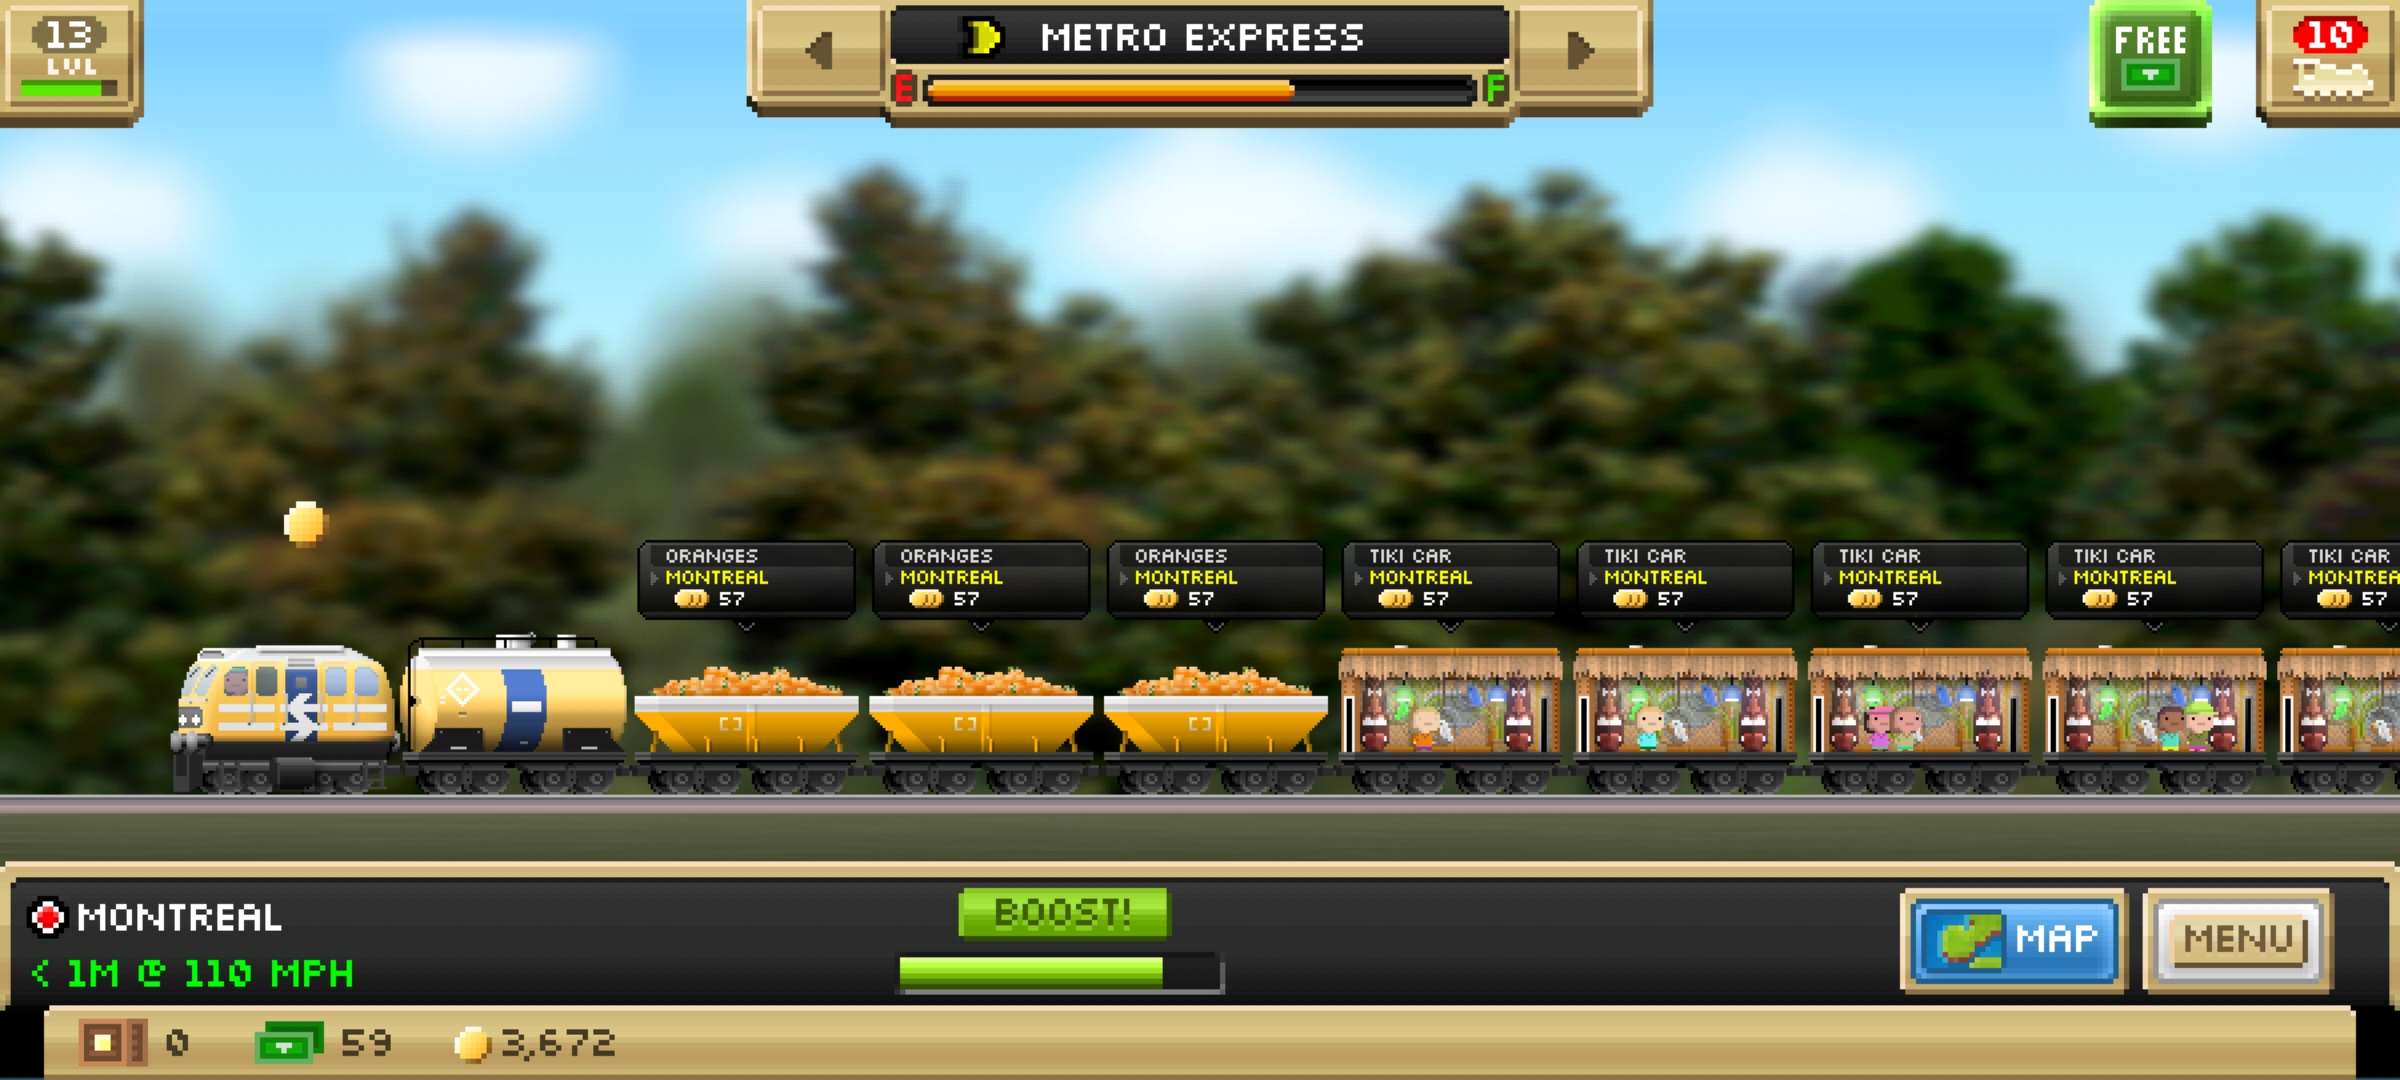 13
LVL
METRO EXPRESS
E
F
FREE
10
ORANGES
MONTREAL
57
ORANGES
MONTREAL
57
ORANGES
MONTREAL
57
TIKI CAR
MONTREAL
57
TIKI CAR
MONTREAL
57
TIKI CAR
MONTREAL
57
TIKI CAR
MONTREAL
57
TIKI CAR
MONTREA
57
MONTREAL
< 1M @ 110 MPH
BOOST!
MAP
MENU
0
59
3,672